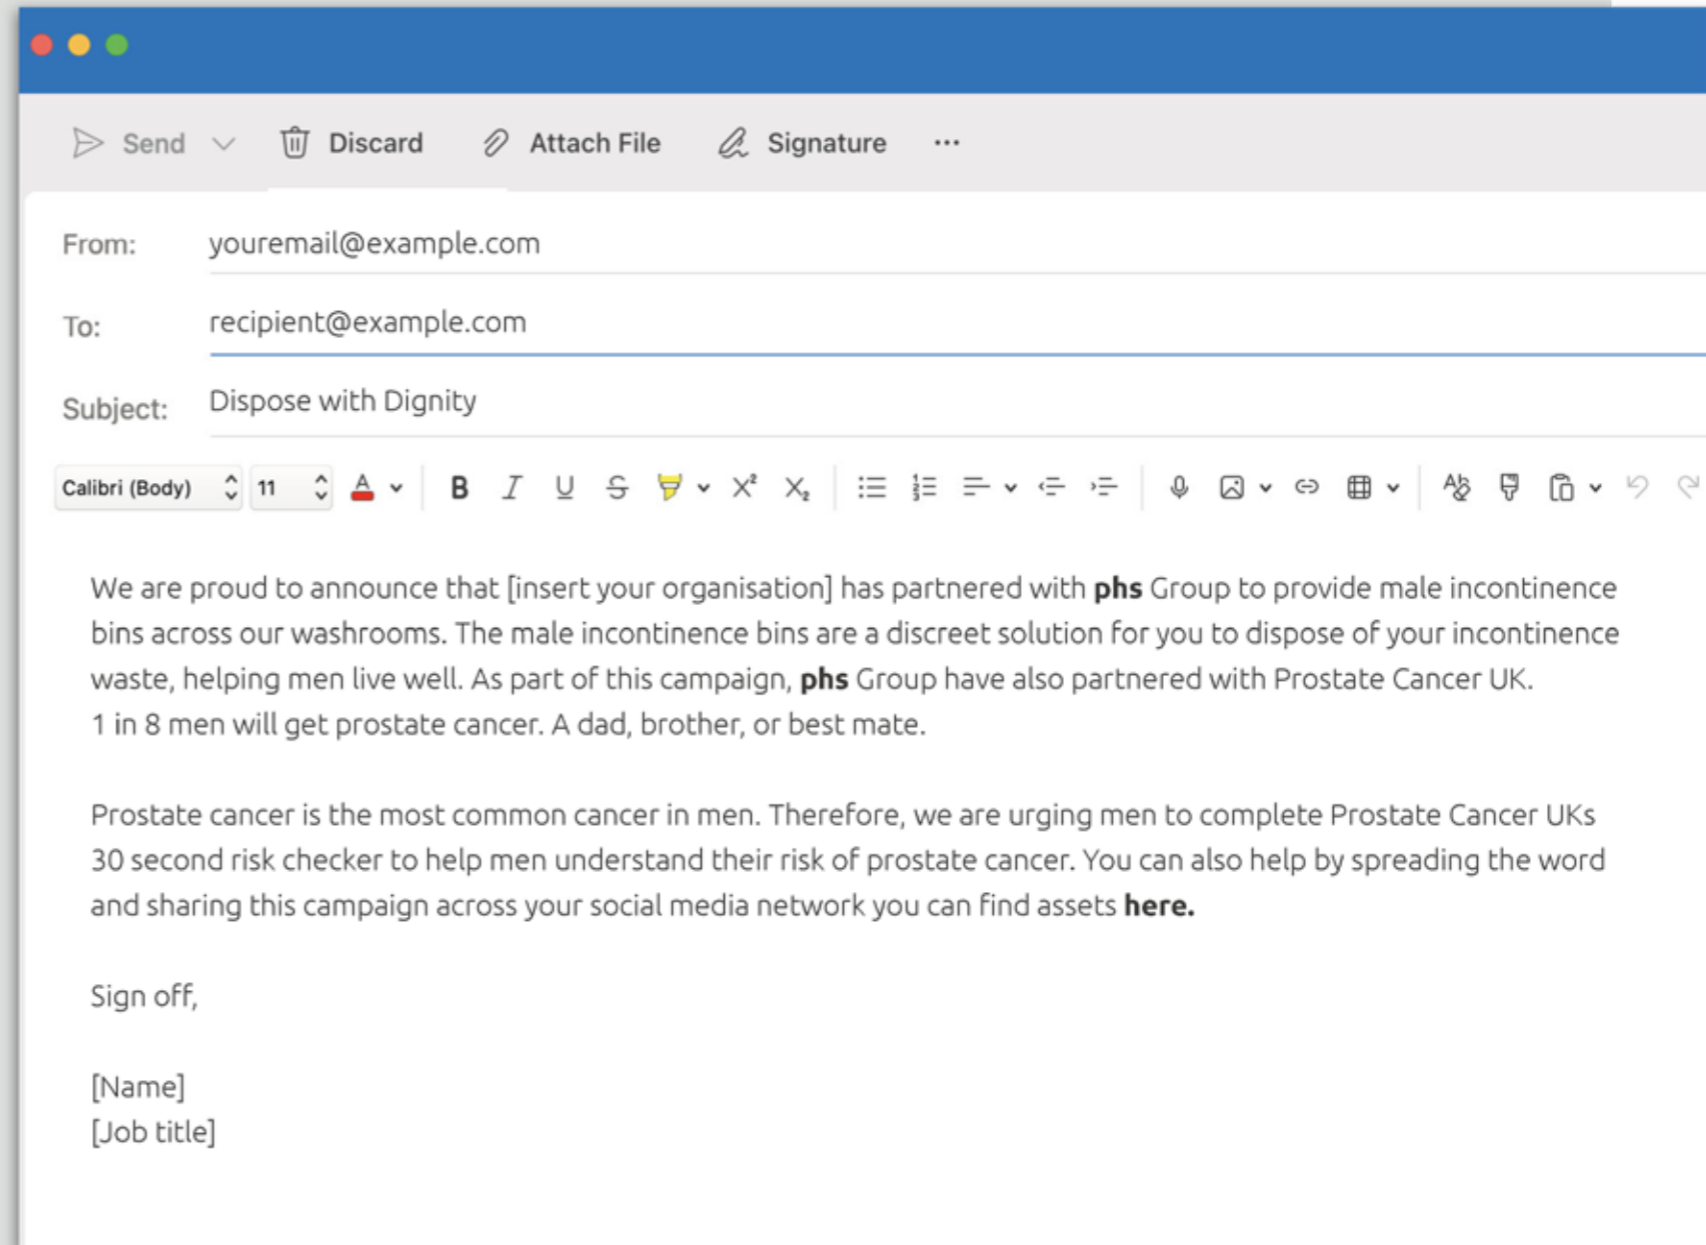 Send
Discard
Attach File
Signature
...
From: youremail@example.com
To: recipient@example.com
Subject: Dispose with Dignity
Calibri (Body) 11 A B I U S X² X₂ Ab
We are proud to announce that [insert your organisation] has partnered with phs Group to provide male incontinence
bins across our washrooms. The male incontinence bins are a discreet solution for you to dispose of your incontinence
waste, helping men live well. As part of this campaign, phs Group have also partnered with Prostate Cancer UK.
1 in 8 men will get prostate cancer. A dad, brother, or best mate.
Prostate cancer is the most common cancer in men. Therefore, we are urging men to complete Prostate Cancer UKs
30 second risk checker to help men understand their risk of prostate cancer. You can also help by spreading the word
and sharing this campaign across your social media network you can find assets here.
Sign off,
[Name]
[Job title]